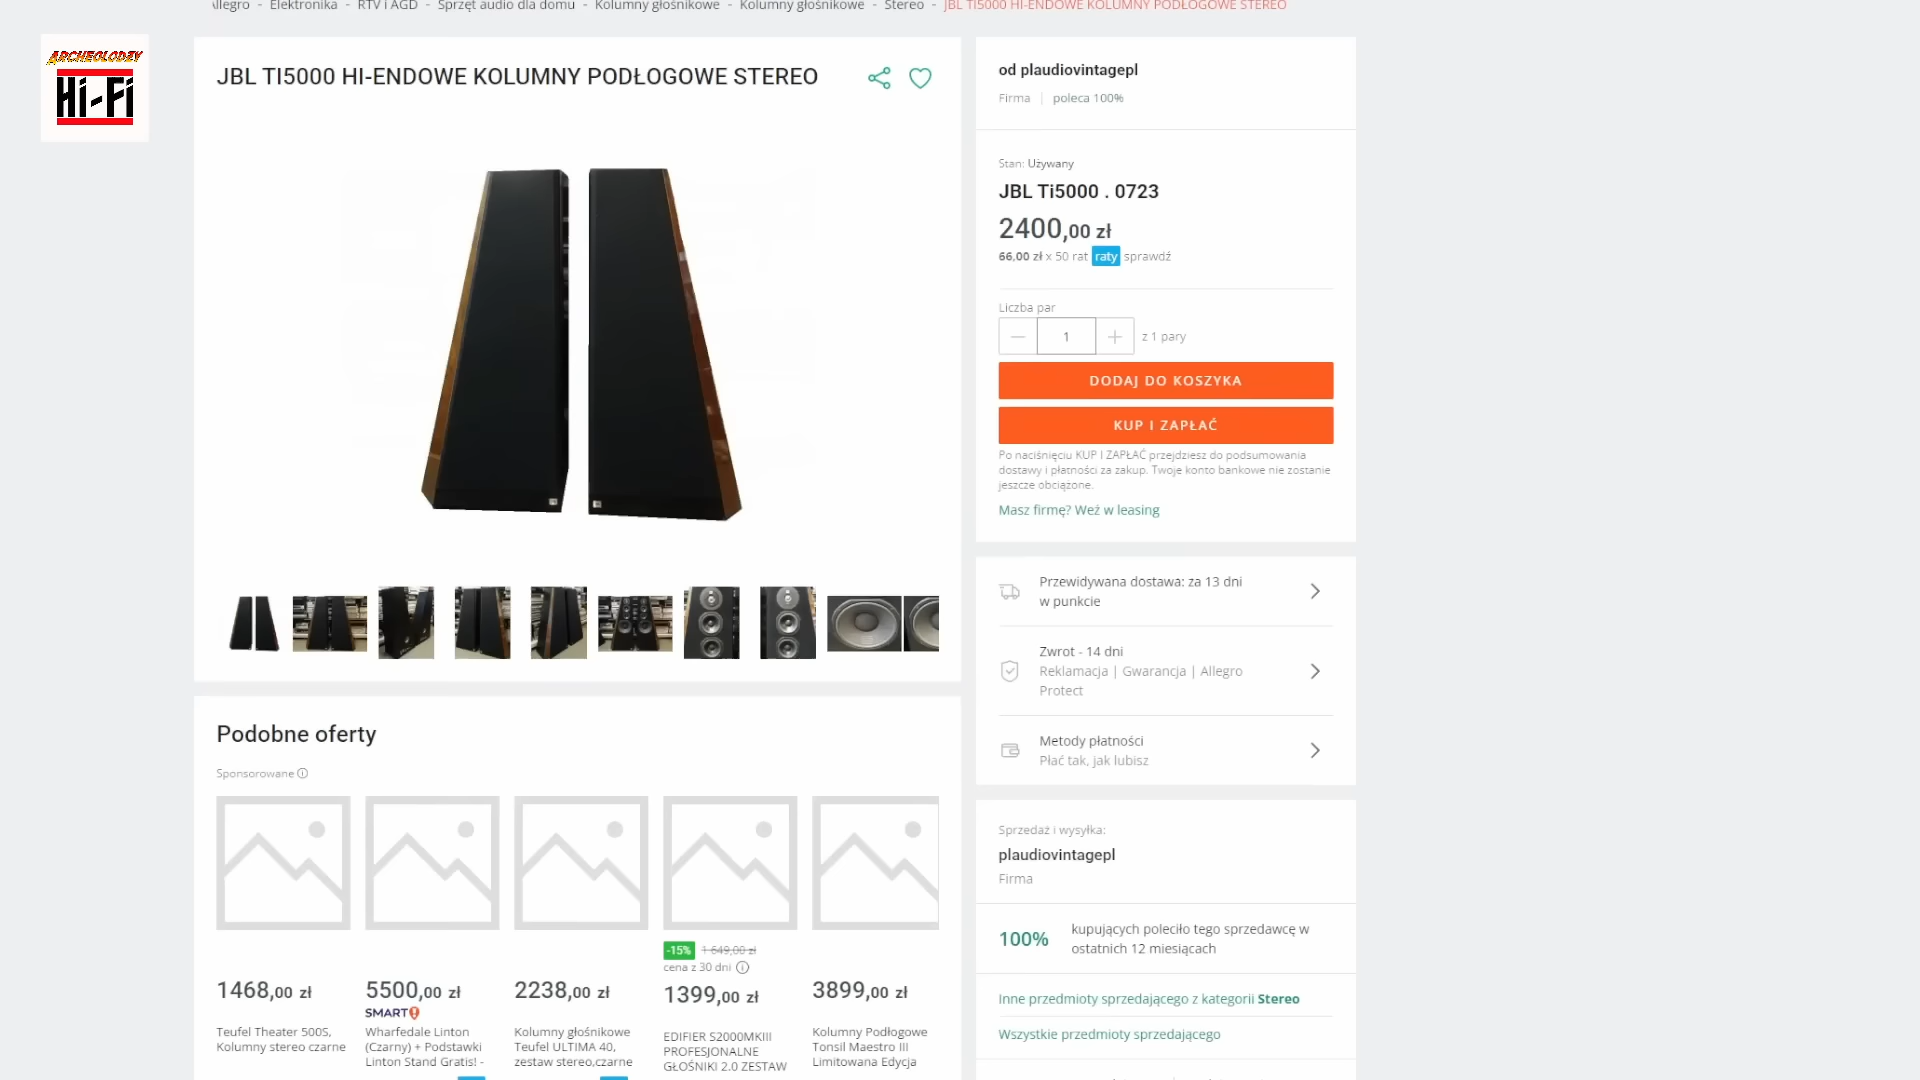 Allegro - Elektronika - RTV i AGD - Sprzęt audio dla domu - Kolumny głośnikowe - Kolumny głośnikowe - Stereo - JBL TI5000 HI-ENDOWE KOLUMNY PODŁOGOWE STEREO
ARCHEOLODZY
Hi-Fi
JBL TI5000 HI-ENDOWE KOLUMNY PODŁOGOWE STEREO
od plaudiovintagepl
Firma | poleca 100%
Stan: Używany
JBL Ti5000 . 0723
2400,00 zł
66,00 zł x 50 rat raty sprawdź
Liczba par
— 1 + z 1 pary
DODAJ DO KOSZYKA
KUP I ZAPŁAĆ
Po naciśnięciu KUP I ZAPŁAĆ przejdziesz do podsumowania
dostawy i płatności za zakup. Twoje konto bankowe nie zostanie
jeszcze obciążone.
Masz firmę? Weź w leasing
Przewidywana dostawa: za 13 dni
w punkcie
Zwrot - 14 dni
Reklamacja | Gwarancja | Allegro
Protect
Metody płatności
Płać tak, jak lubisz
Sprzedaż i wysyłka:
plaudiovintagepl
Firma
100%
kupujących poleciło tego sprzedawcę w
ostatnich 12 miesiącach
Inne przedmioty sprzedającego z kategorii Stereo
Wszystkie przedmioty sprzedającego
Podobne oferty
Sponsorowane
1468,00 zł
Teufel Theater 500S,
Kolumny stereo czarne
5500,00 zł
SMART!
Wharfedale Linton
(Czarny) + Podstawki
Linton Stand Gratis! -
2238,00 zł
Kolumny głośnikowe
Teufel ULTIMA 40,
zestaw stereo,czarne
-15% 1 649,00 zł
cena z 30 dni
1399,00 zł
EDIFIER S2000MKIII
PROFESJONALNE
GŁOŚNIKI 2.0 ZESTAW
3899,00 zł
Kolumny Podłogowe
Tonsil Maestro III
Limitowana Edycja